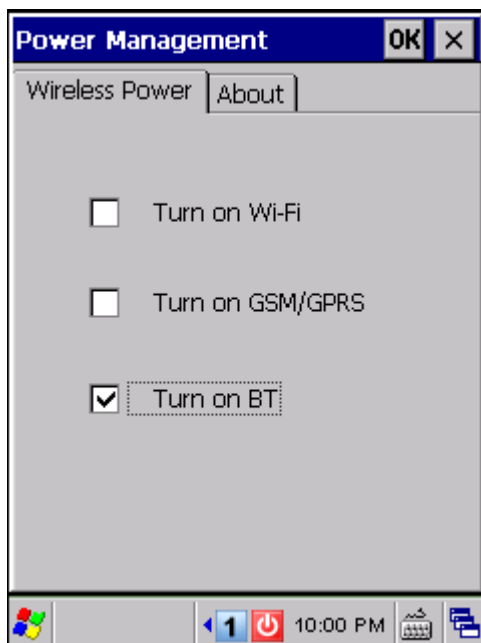 Power Management OK ×
Wireless Power About
Turn on Wi-Fi
Turn on GSM/GPRS
Turn on BT
1 10:00 PM